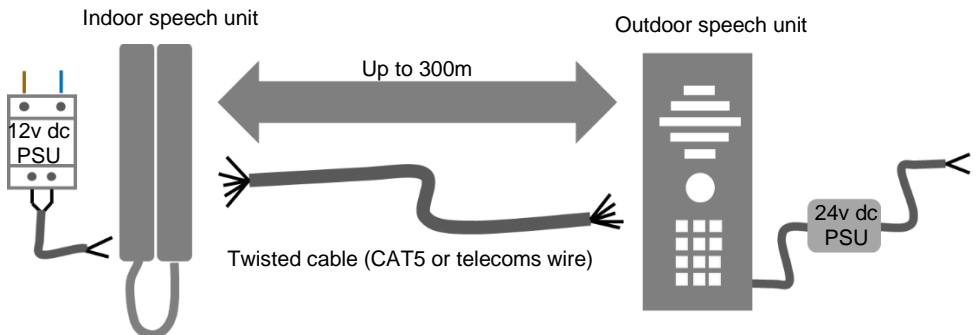 Indoor speech unit
Outdoor speech unit
Up to 300m
12v dc
PSU
24v dc
PSU
Twisted cable (CAT5 or telecoms wire)